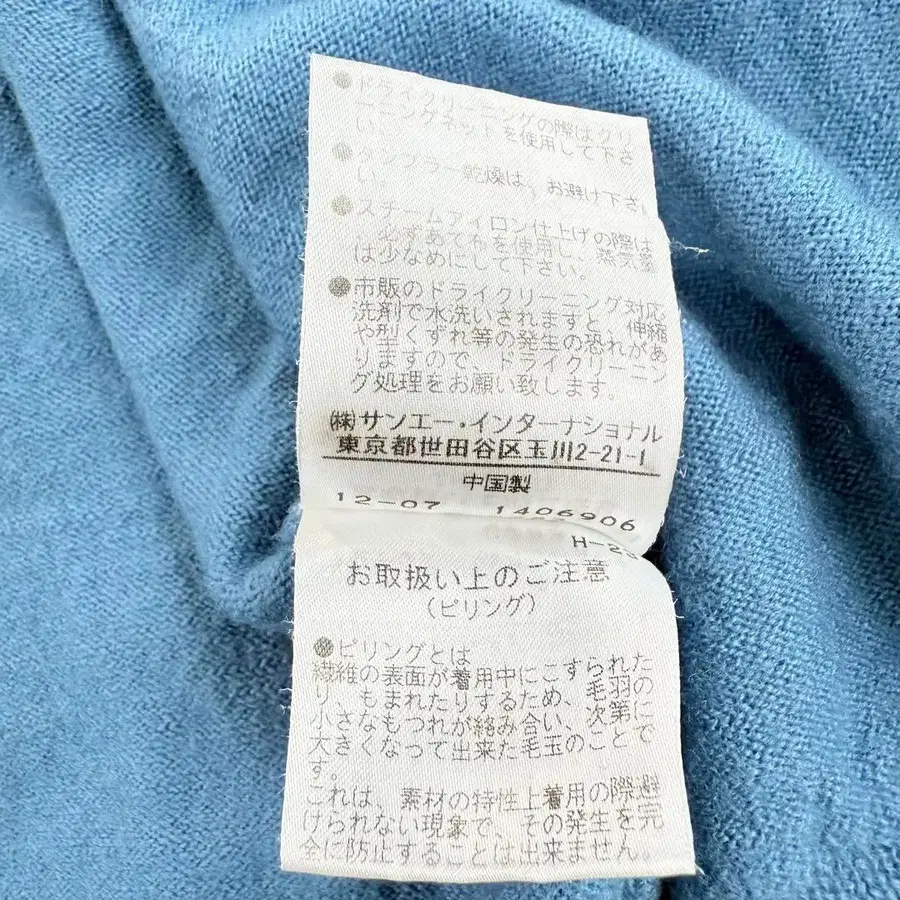 ●ドライクリーニングの際はクリ
ーニングネットを使用して下さ
い。
●タンブラー乾燥は、お避け下さ
い。
●スチームアイロン仕上げの際は
必ずあて布を使用し、蒸気量
は少なめにして下さい。
●市販のドライクリーニング対応
洗剤で水洗いされますと、伸縮
や型くずれ等の発生の恐れがあ
りますので、ドライクリーニン
グ処理をお願い致します。
㈱サンエー・インターナショナル
東京都世田谷区玉川2-21-1
中国製
12-07 1406906
お取扱い上のご注意
(ピリング)
●ピリングとは
繊維の表面が着用中にこすられた
り、もまれたりするため、毛羽の
小さなもつれが絡み合い、次第に
大きくなって出来た毛玉のことで
す。
これは、素材の特性上着用の際避
けられない現象で、その発生を完
全に防止することは出来ません。